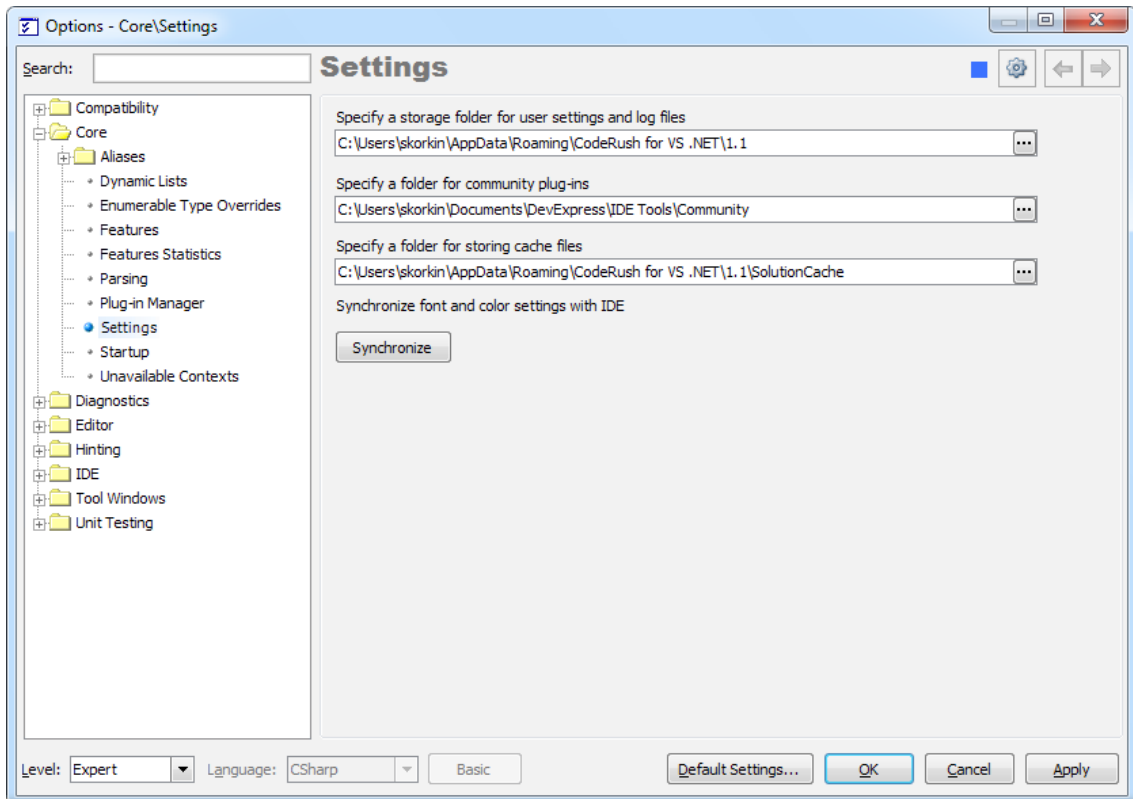 Options - Core\Settings
Search:
Settings
Compatibility
Core
Aliases
Dynamic Lists
Enumerable Type Overrides
Features
Features Statistics
Parsing
Plug-in Manager
Settings
Startup
Unavailable Contexts
Diagnostics
Editor
Hinting
IDE
Tool Windows
Unit Testing
Specify a storage folder for user settings and log files
C:\Users\skorkin\AppData\Roaming\CodeRush for VS .NET\1.1
...
Specify a folder for community plug-ins
C:\Users\skorkin\Documents\DevExpress\IDE Tools\Community
...
Specify a folder for storing cache files
C:\Users\skorkin\AppData\Roaming\CodeRush for VS .NET\1.1\SolutionCache
...
Synchronize font and color settings with IDE
Synchronize
Level: Expert Language: CSharp Basic Default Settings... OK Cancel Apply